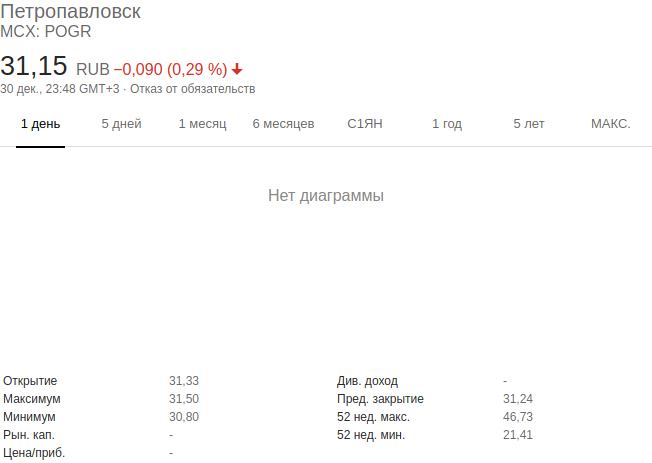 Петропавловск
MCX: POGR
31,15 RUB −0,090 (0,29 %)
30 дек., 23:48 GMT+3 · Отказ от обязательств
1 день 5 дней 1 месяц 6 месяцев С1ЯН 1 год 5 лет МАКС.
Нет диаграммы
Открытие 31,33 Див. доход -
Максимум 31,50 Пред. закрытие 31,24
Минимум 30,80 52 нед. макс. 46,73
Рын. кап. - 52 нед. мин. 21,41
Цена/приб. -